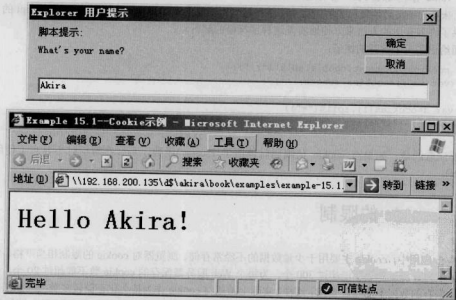 Explorer 用户提示
脚本提示:
What's your name?
确定
取消
Akira
Example 15.1--Cookie示例 - Microsoft Internet Explorer
文件(F) 编辑(E) 查看(V) 收藏(A) 工具(T) 帮助(H)
后退 搜索 收藏夹
地址(D) \\192.168.200.135\d$\akira\book\examples\example-15.1. 转到 链接 »
Hello Akira!
完毕 可信站点